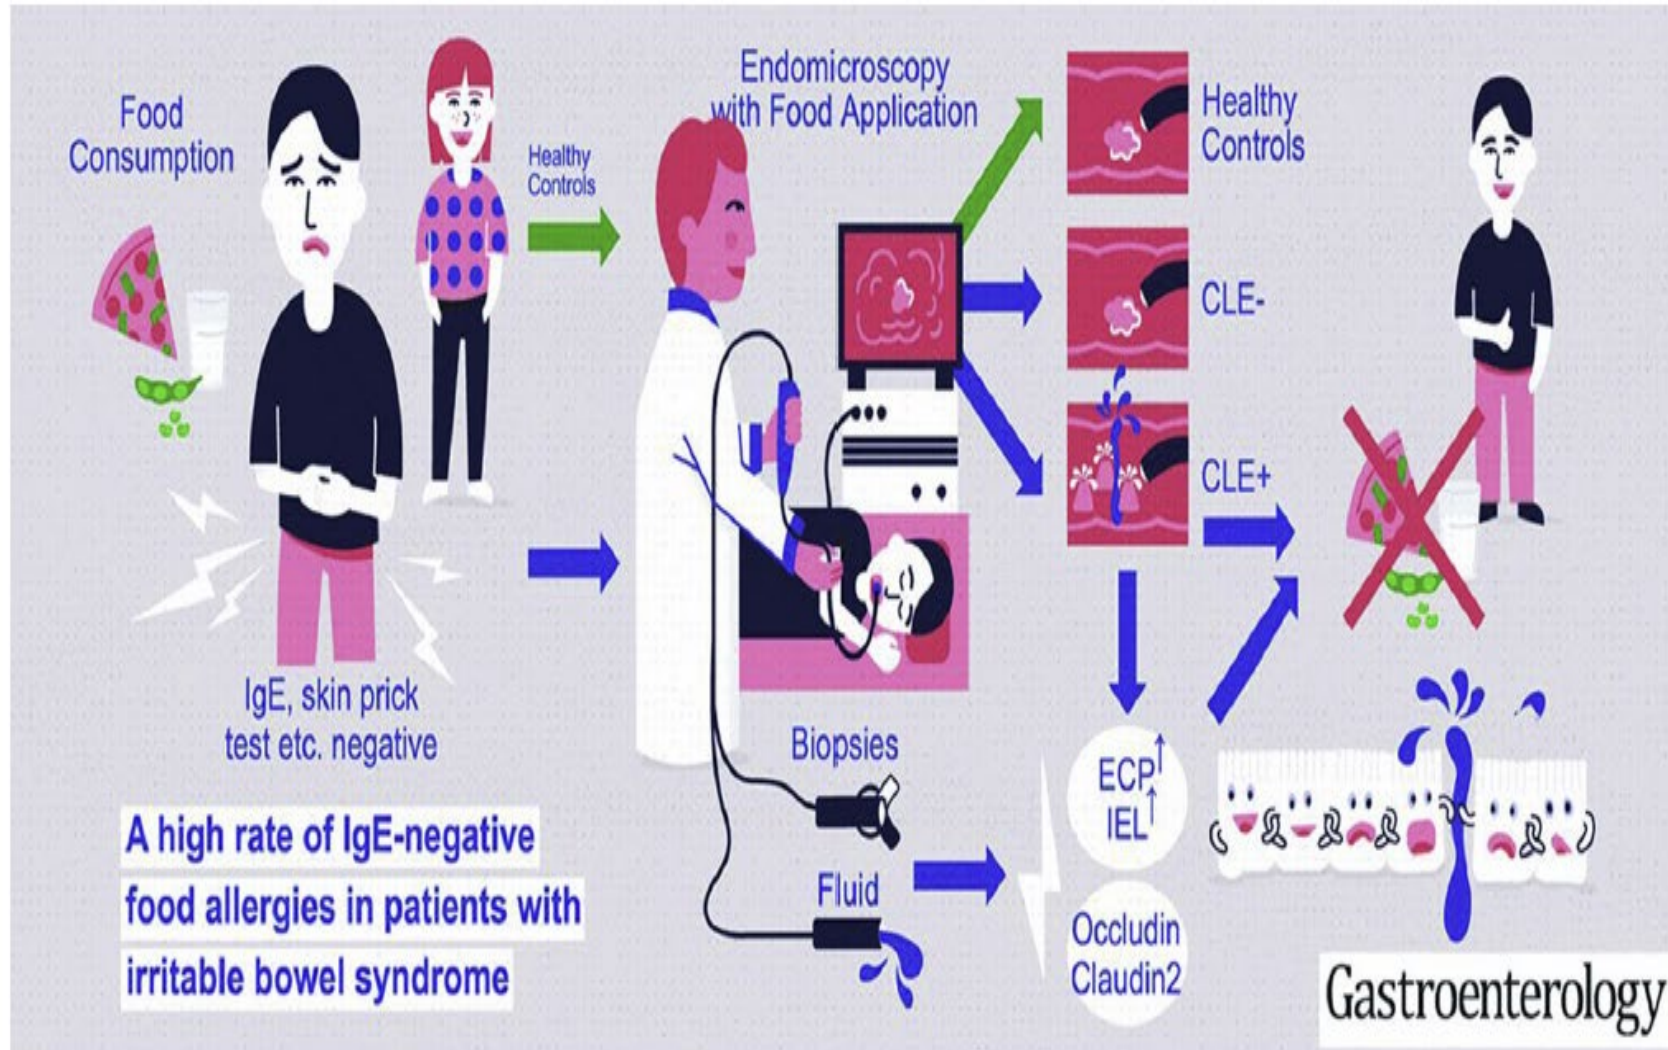 Food
Consumption
Healthy
Controls
Endomicroscopy
with Food Application
Healthy
Controls
CLE-
CLE+
IgE, skin prick
test etc. negative
A high rate of IgE-negative
food allergies in patients with
irritable bowel syndrome
Biopsies
Fluid
ECP↑
IEL↑
Occludin
Claudin2
Gastroenterology